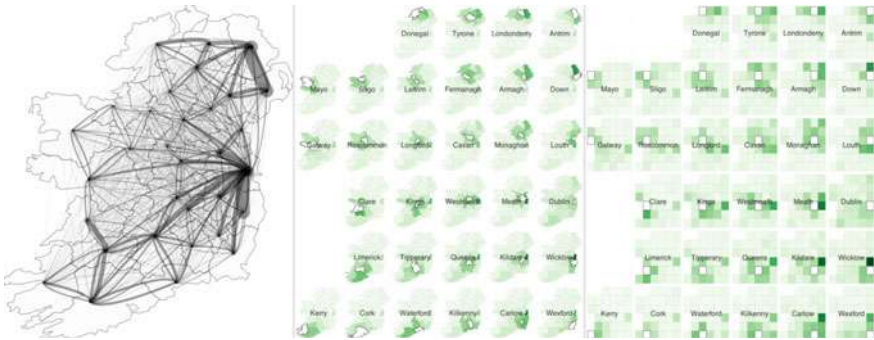 Donegal Tyrone Londonderry Antrim
Mayo Sligo Leitrim Fermanagh Armagh Down
Galway Roscommon Longford Cavan Monaghan Louth
Clare Kings Westmeath Meath Dublin
Limerick Tipperary Queens Kildare Wicklow
Kerry Cork Waterford Kilkenny Carlow Wexford
Donegal Tyrone Londonderry Antrim
Mayo Sligo Leitrim Fermanagh Armagh Down
Galway Roscommon Longford Cavan Monaghan Louth
Clare Kings Westmeath Meath Dublin
Limerick Tipperary Queens Kildare Wicklow
Kerry Cork Waterford Kilkenny Carlow Wexford